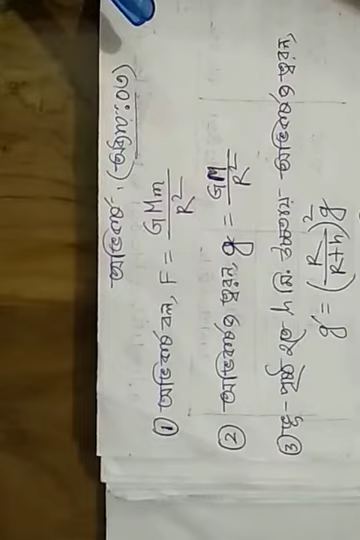 অভিকর্ষ : (অধ্যায়:০৩)
① অভিকর্ষ বল, F = GMm/R²
② অভিকর্ষজ ত্বরণ, g = GM/R²
③ ভূ-পৃষ্ঠ হতে h মি. উচ্চতায় অভিকর্ষজ ত্বরণ,
g' = (R/(R+h))² g